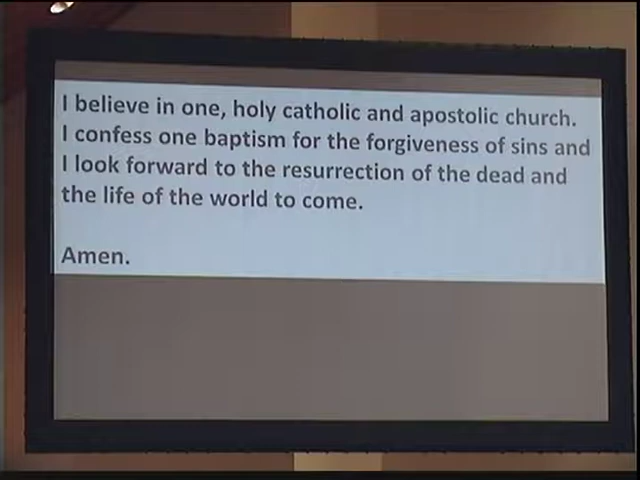 I believe in one, holy catholic and apostolic church.
I confess one baptism for the forgiveness of sins and
I look forward to the resurrection of the dead and
the life of the world to come.
Amen.